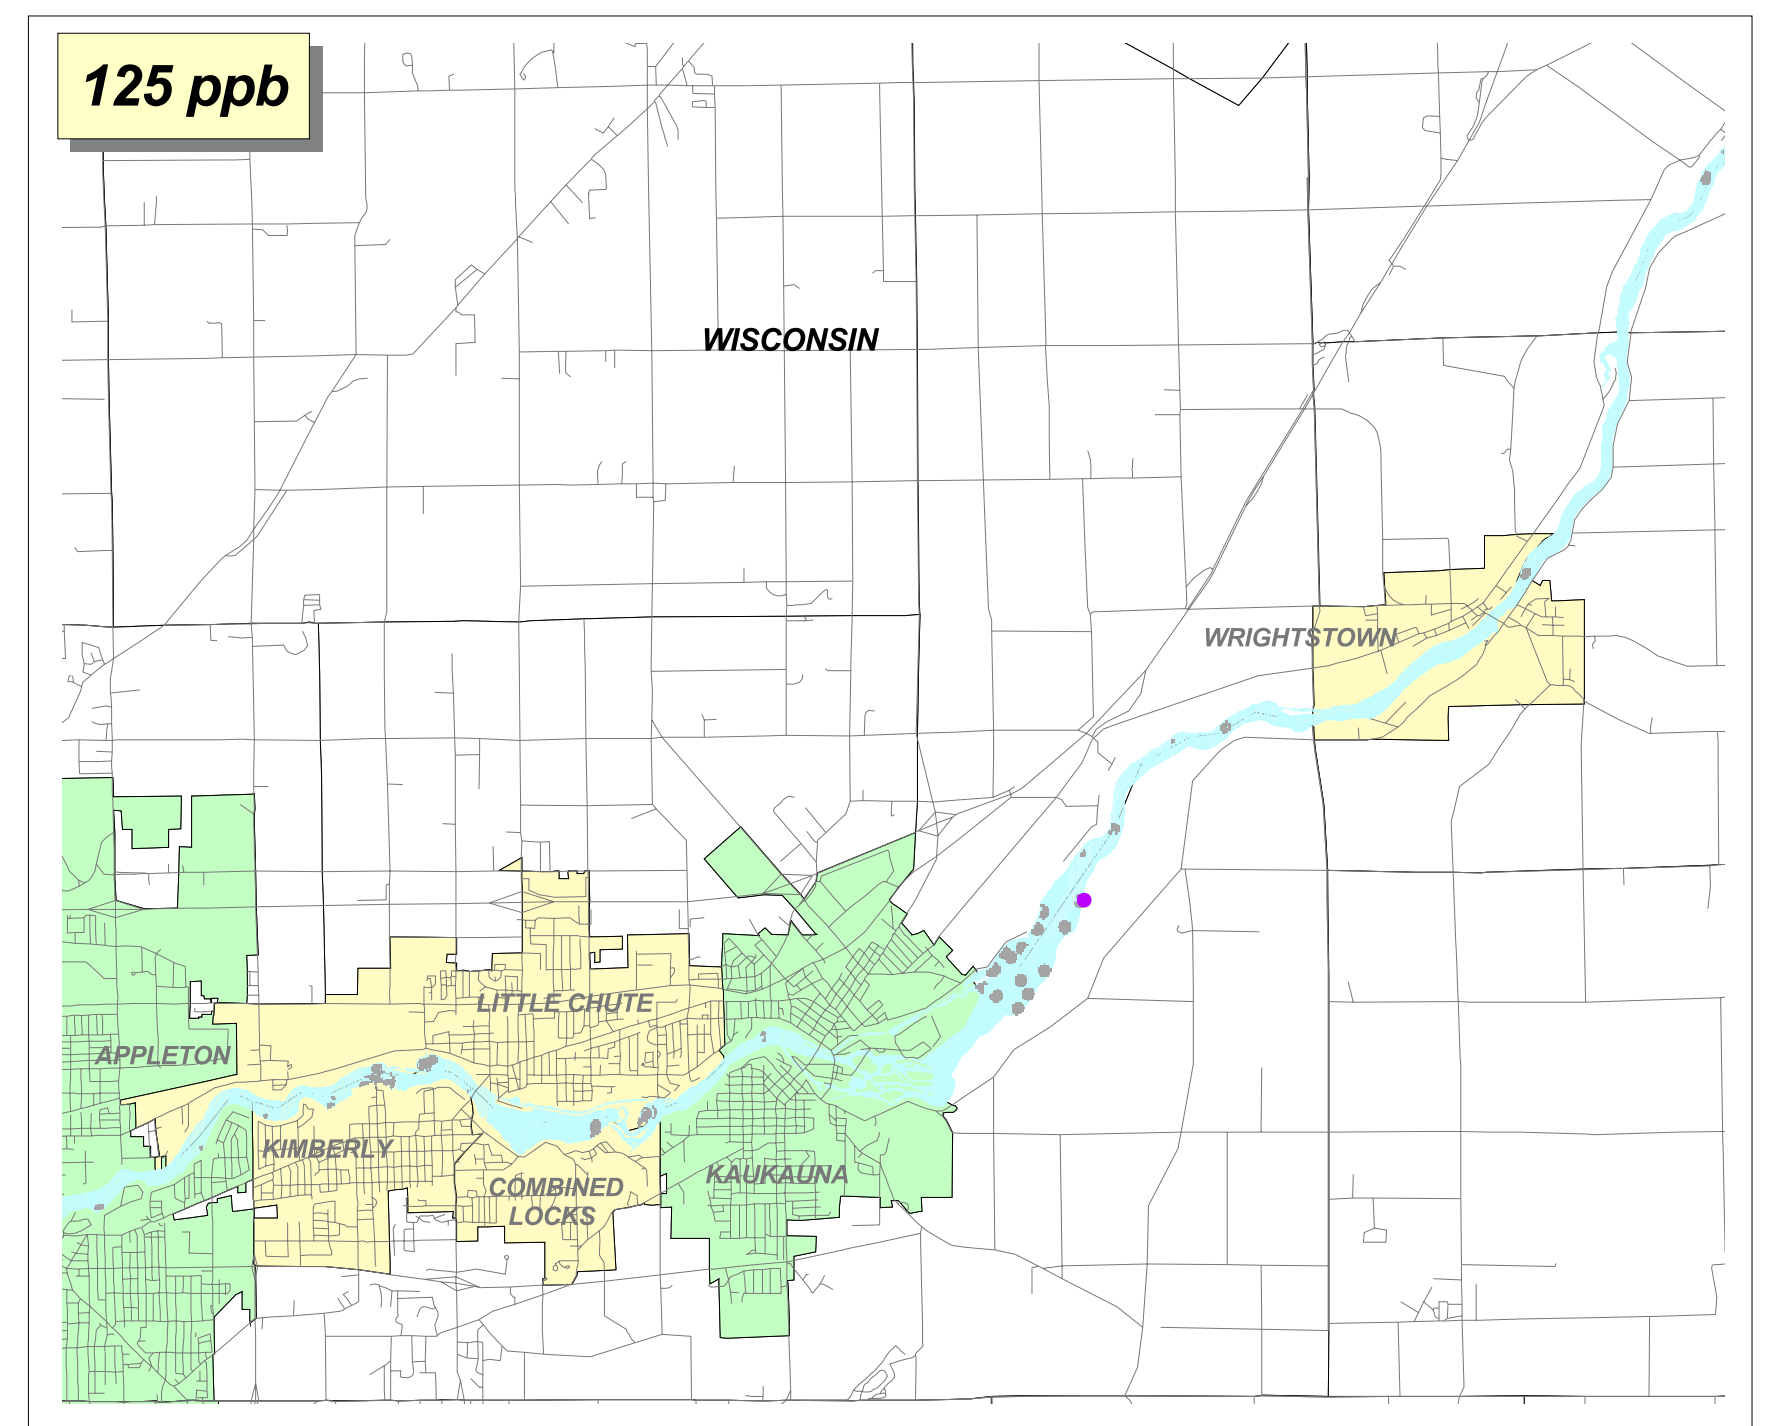 125 ppb
WISCONSIN
WRIGHTSTOWN
LITTLE CHUTE
APPLETON
KIMBERLY
KAUKAUNA
COMBINED
LOCKS